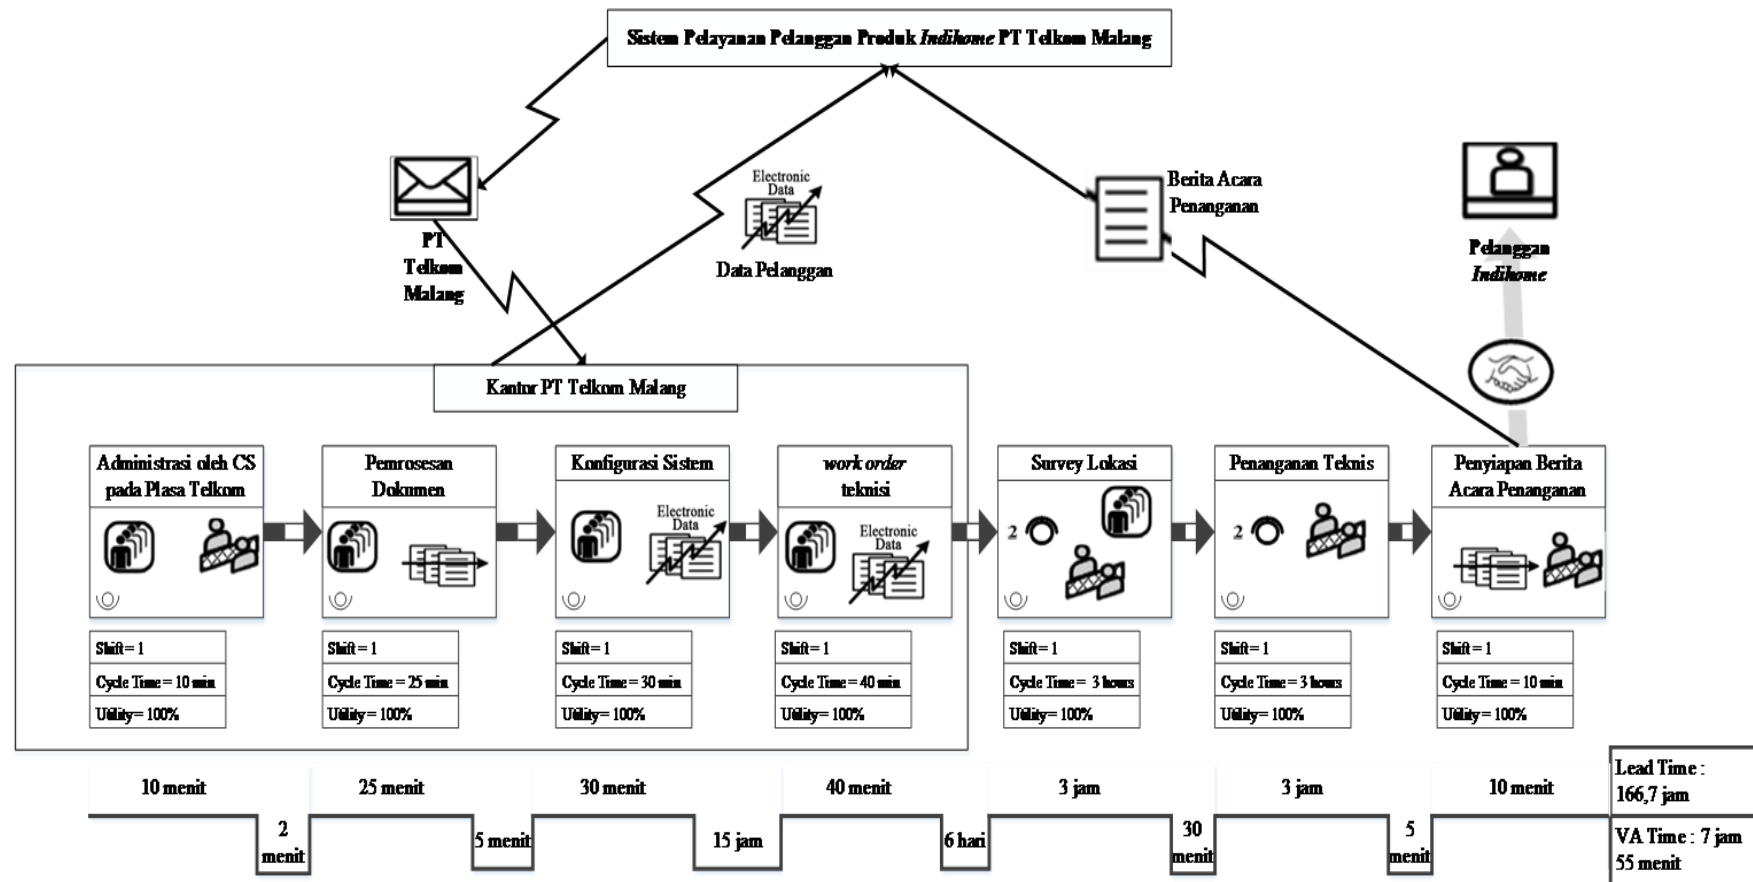 Sistem Pelayanan Pelanggan Produk Indihome PT Telkom Malang
PT
Telkom
Malang
Electronic
Data
Data Pelanggan
Berita Acara
Penanganan
Pelanggan
Indihome
Kantor PT Telkom Malang
Administrasi oleh CS
pada Plasa Telkom
Pemrosesan
Dokumen
Konfigurasi Sistem
Electronic
Data
work order
teknisi
Electronic
Data
Survey Lokasi
2
Penanganan Teknis
2
Penyiapan Berita
Acara Penanganan
Shift = 1
Cycle Time = 10 min
Utility = 100%
Shift = 1
Cycle Time = 25 min
Utility = 100%
Shift = 1
Cycle Time = 30 min
Utility = 100%
Shift = 1
Cycle Time = 40 min
Utility = 100%
Shift = 1
Cycle Time = 3 hours
Utility = 100%
Shift = 1
Cycle Time = 3 hours
Utility = 100%
Shift = 1
Cycle Time = 10 min
Utility = 100%
10 menit
2
menit
25 menit
5 menit
30 menit
15 jam
40 menit
6 hari
3 jam
30
menit
3 jam
5
menit
10 menit
Lead Time :
166,7 jam
VA Time : 7 jam
55 menit